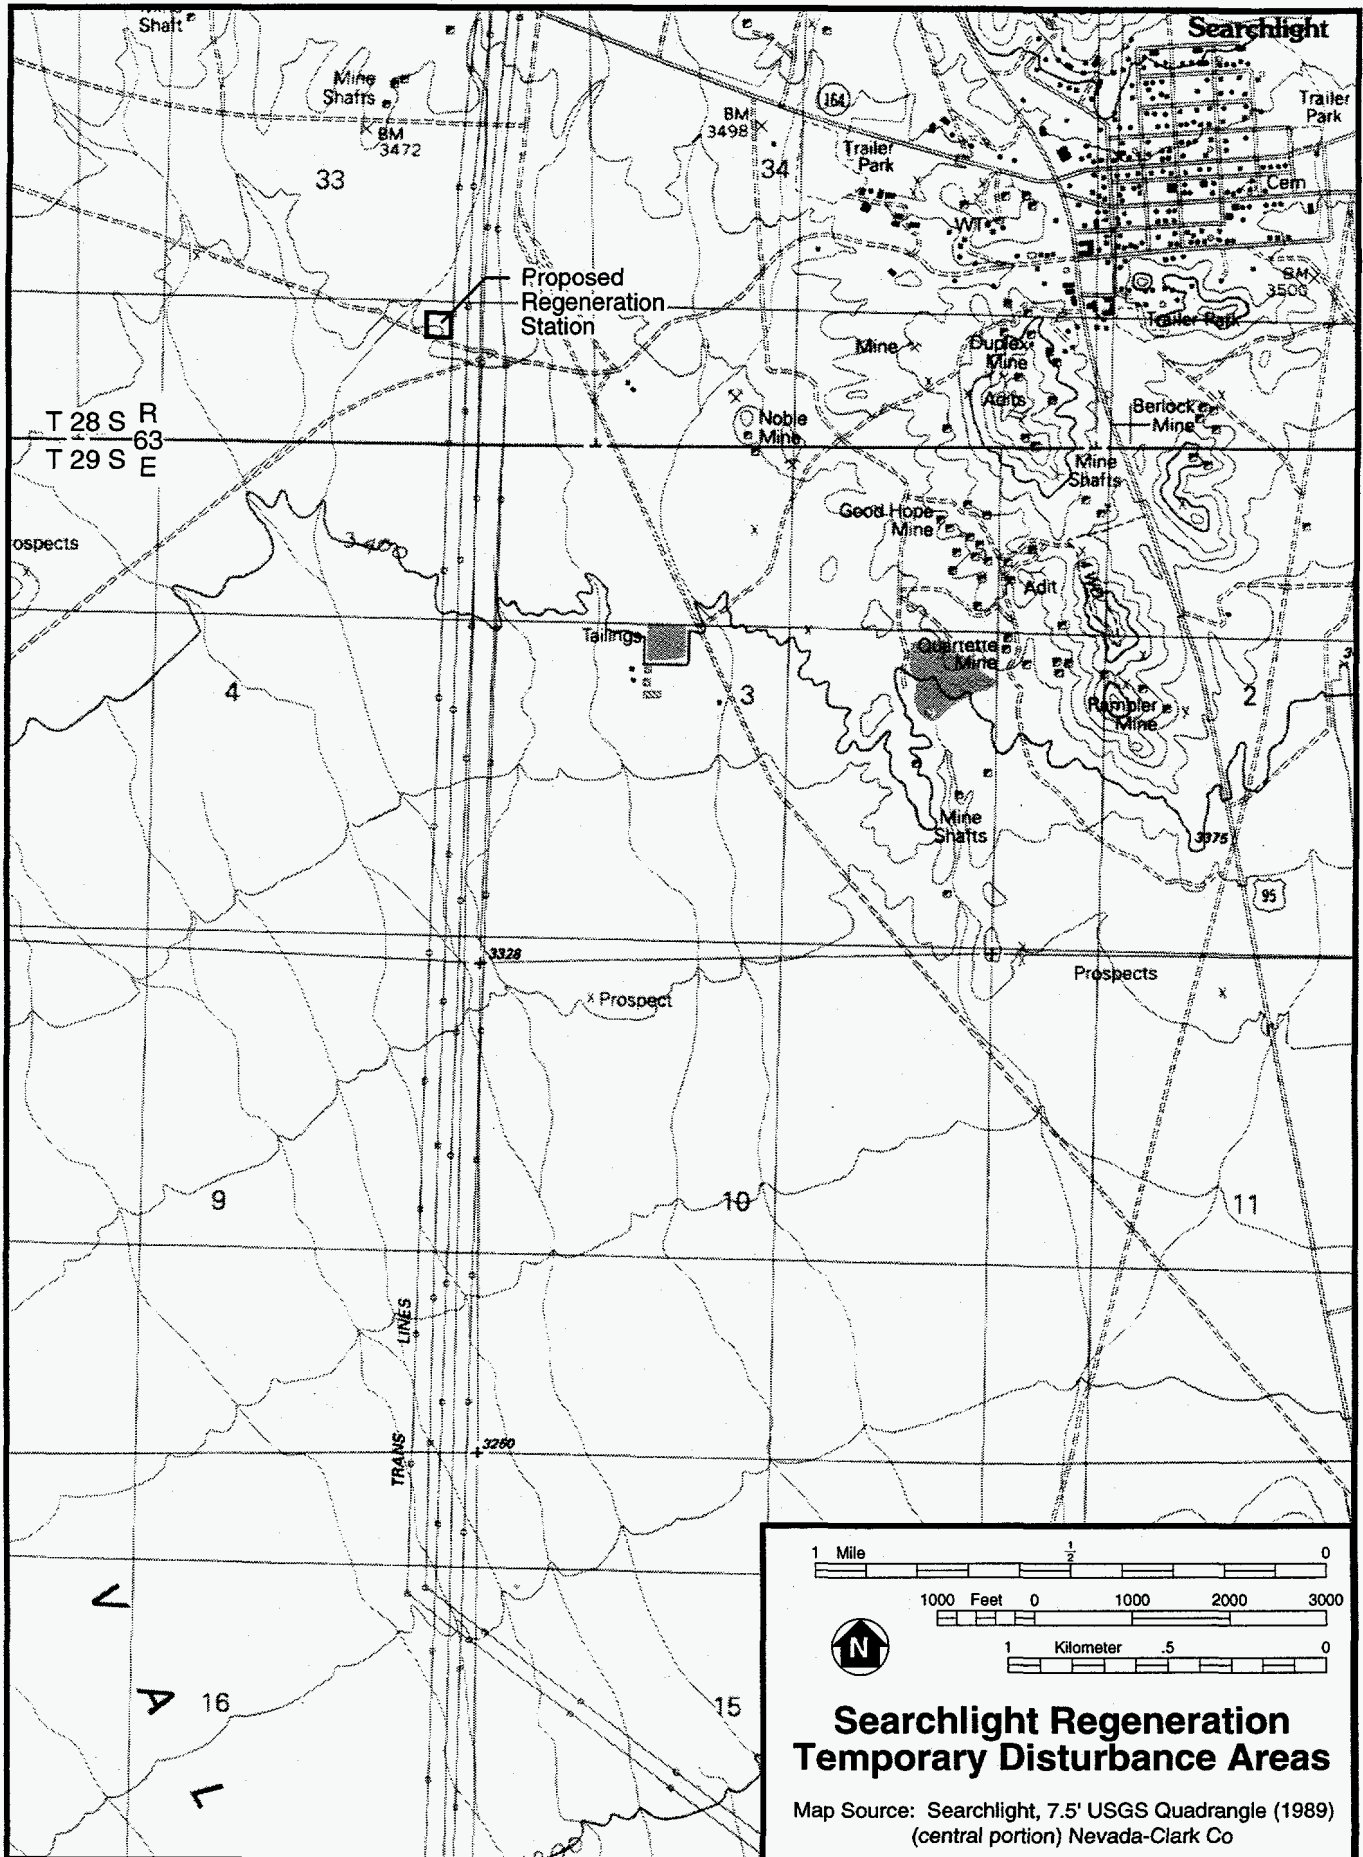 Shaft
Searchlight
Mine
Shafts
BM
3472
33
BM
3498
34
164
Trailer
Park
Trailer
Park
Cem
WT
BM
3500
Proposed
Regeneration
Station
Trailer Park
Mine
Duplex
Mine
Adits
Berlock
Mine
Noble
Mine
T 28 S R
63
T 29 S E
Mine
Shafts
Good Hope
Mine
ospects
3400
Adit
Tailings
Quartette
Mine
4
3
2
Rampler
Mine
Mine
Shafts
3375
95
3328
Prospect
Prospects
9
10
11
TRANS LINES
3260
V
A
L
16
15
1 Mile 1/2 0
1000 Feet 0 1000 2000 3000
1 Kilometer .5 0
N
Searchlight Regeneration
Temporary Disturbance Areas
Map Source: Searchlight, 7.5' USGS Quadrangle (1989)
(central portion) Nevada-Clark Co